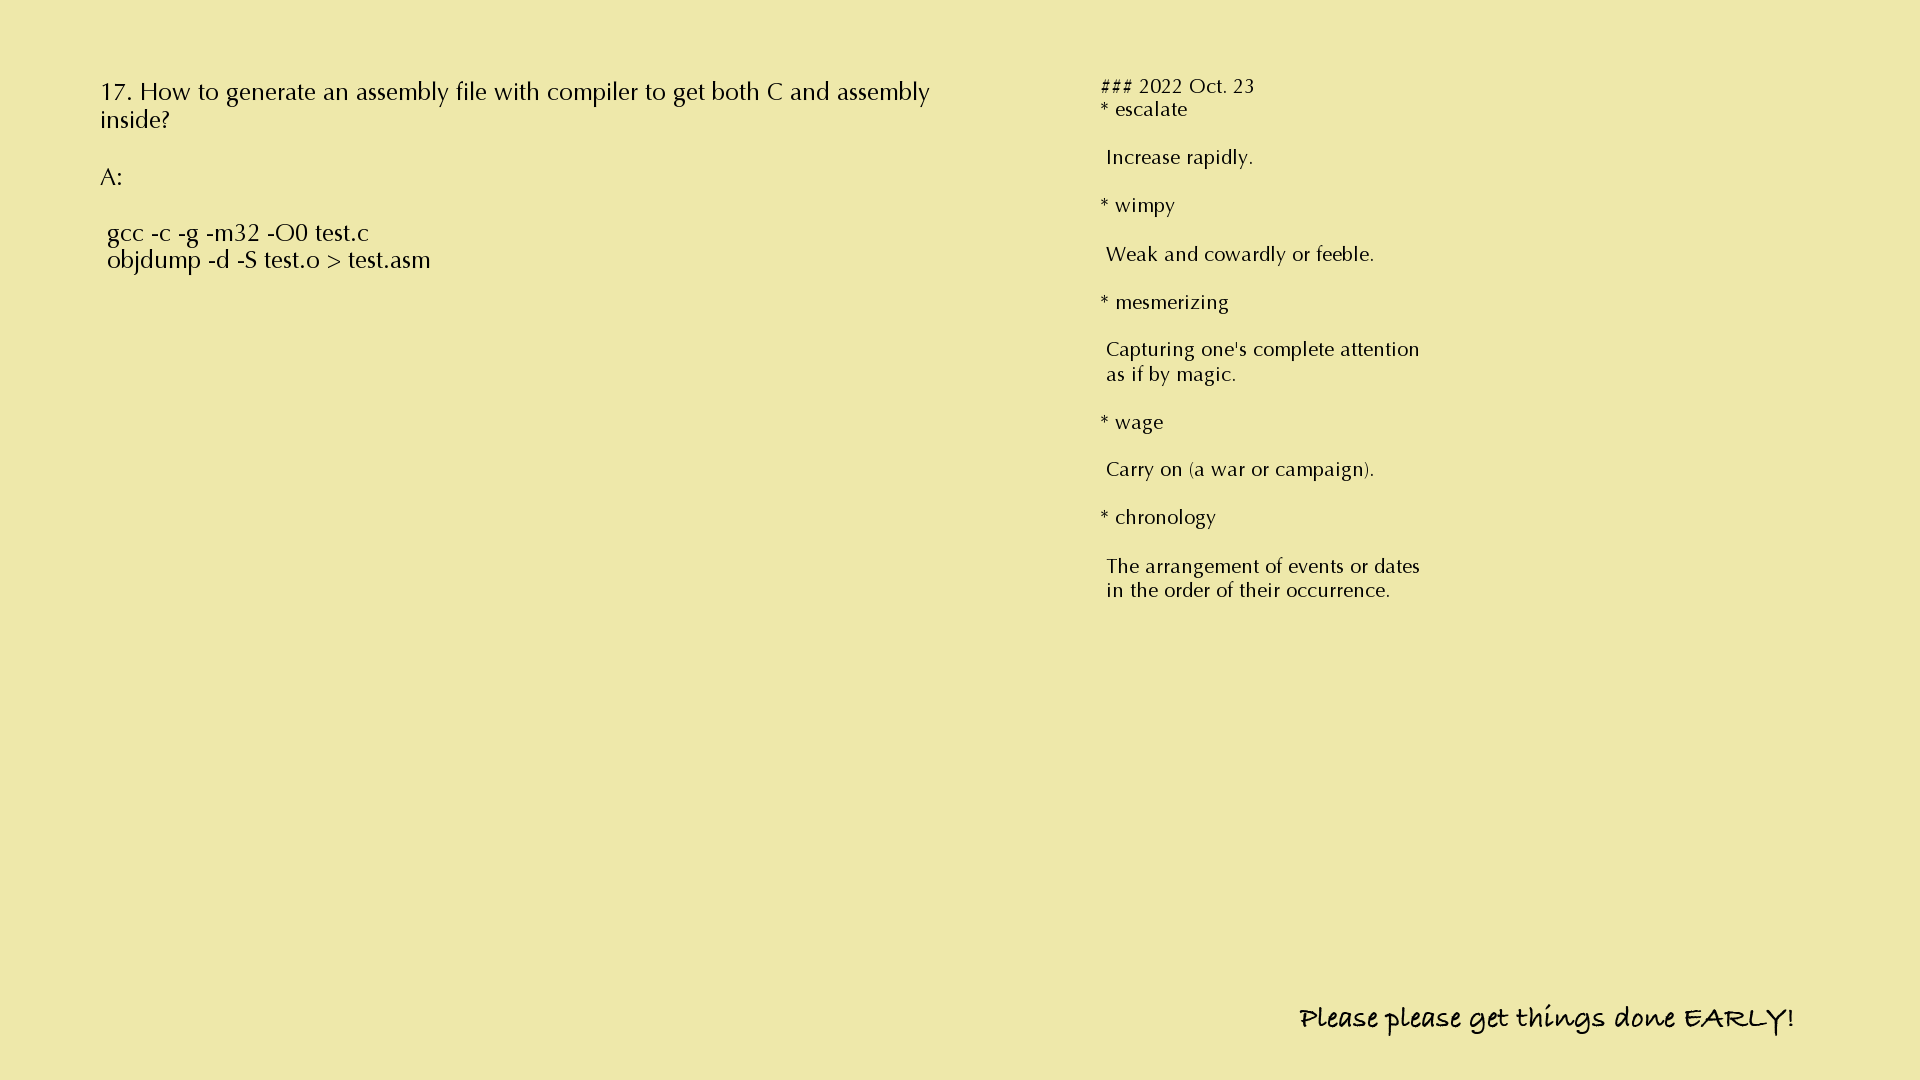 17. How to generate an assembly file with compiler to get both C and assembly
inside?
A:
gcc -c -g -m32 -O0 test.c
objdump -d -S test.o > test.asm
### 2022 Oct. 23
* escalate
Increase rapidly.
* wimpy
Weak and cowardly or feeble.
* mesmerizing
Capturing one's complete attention
as if by magic.
* wage
Carry on (a war or campaign).
* chronology
The arrangement of events or dates
in the order of their occurrence.
Please please get things done EARLY!